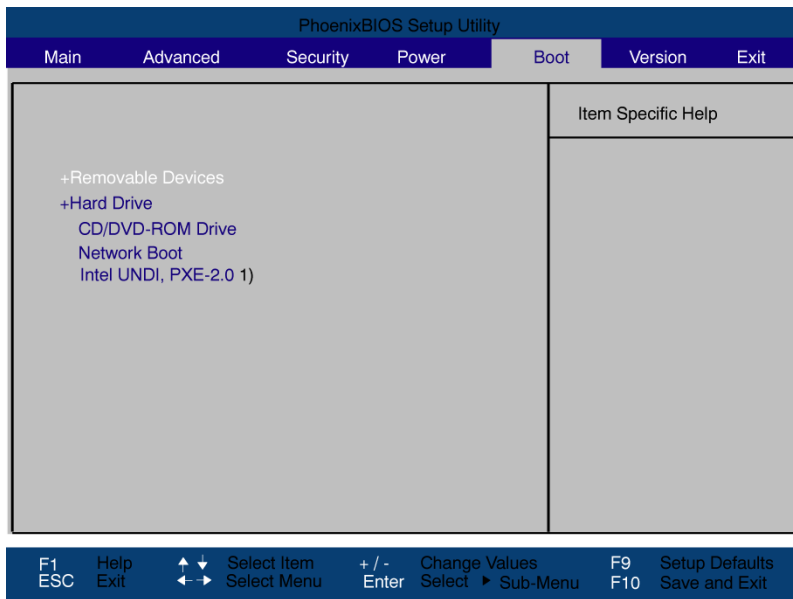 PhoenixBIOS Setup Utility
Main Advanced Security Power Boot Version Exit
Item Specific Help
+Removable Devices
+Hard Drive
CD/DVD-ROM Drive
Network Boot
Intel UNDI, PXE-2.0 1)
F1 Help ↑ ↓ Select Item + / - Change Values F9 Setup Defaults
ESC Exit ← → Select Menu Enter Select ▶ Sub-Menu F10 Save and Exit